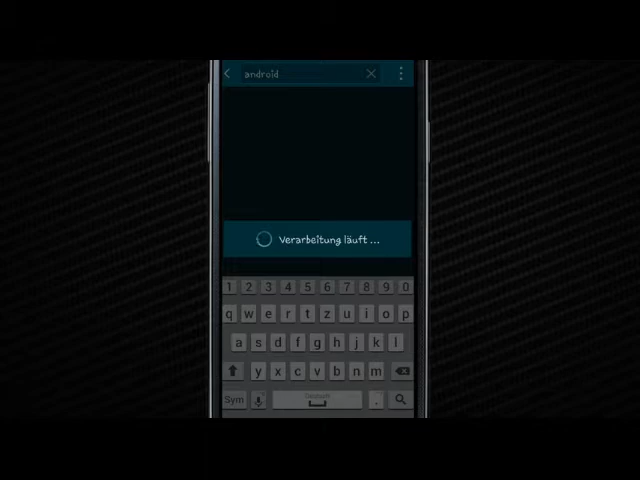 android
Verarbeitung läuft ...
1 2 3 4 5 6 7 8 9 0
q w e r t z u i o p
a s d f g h j k l
y x c v b n m
Sym Deutsch .